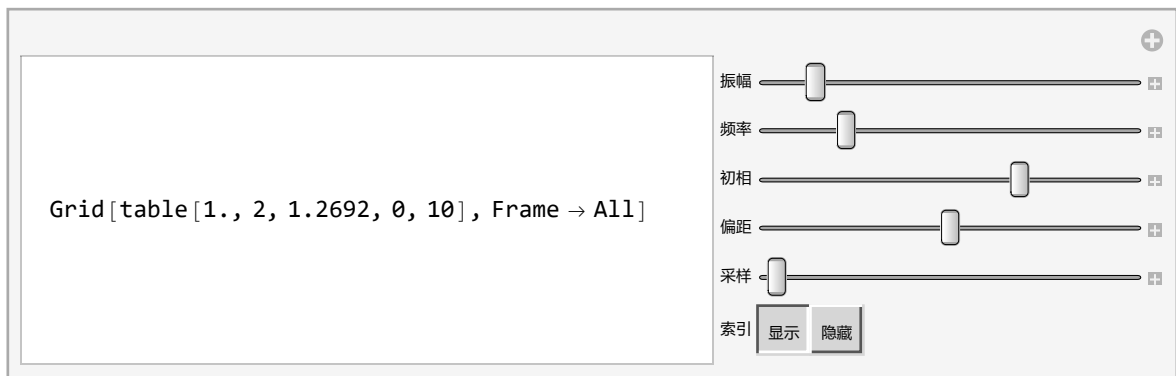 振幅
频率
初相
Grid[table[1., 2, 1.2692, 0, 10], Frame → All]
偏距
采样
索引 显示 隐藏